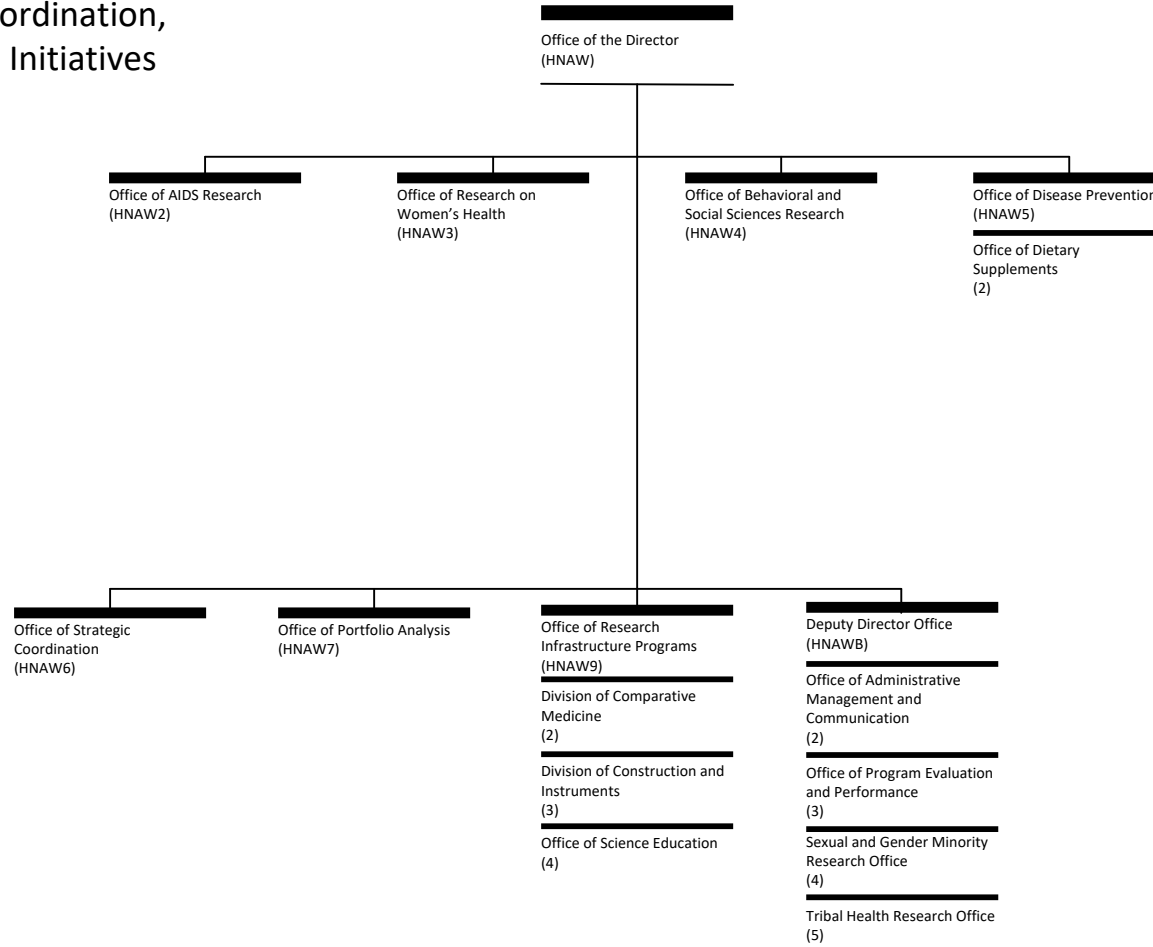 ordination,
Initiatives
Office of the Director
(HNAW)
Office of AIDS Research
(HNAW2)
Office of Research on
Women’s Health
(HNAW3)
Office of Behavioral and
Social Sciences Research
(HNAW4)
Office of Disease Prevention
(HNAW5)
Office of Dietary
Supplements
(2)
Office of Strategic
Coordination
(HNAW6)
Office of Portfolio Analysis
(HNAW7)
Office of Research
Infrastructure Programs
(HNAW9)
Division of Comparative
Medicine
(2)
Division of Construction and
Instruments
(3)
Office of Science Education
(4)
Deputy Director Office
(HNAWB)
Office of Administrative
Management and
Communication
(2)
Office of Program Evaluation
and Performance
(3)
Sexual and Gender Minority
Research Office
(4)
Tribal Health Research Office
(5)